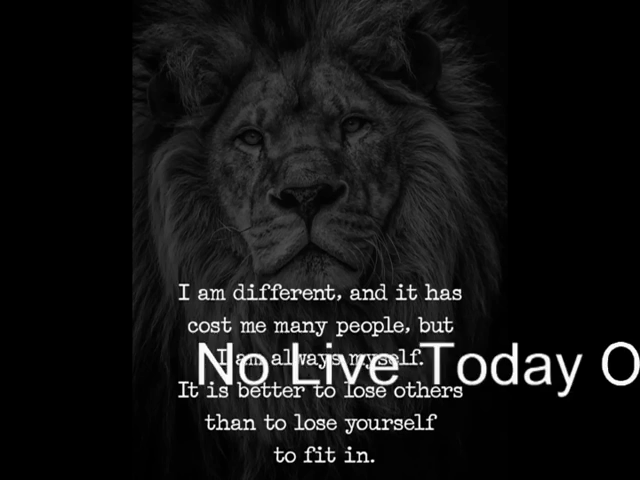 I am different, and it has
cost me many people, but
I am always myself.
No Live Today O
It is better to lose others
than to lose yourself
to fit in.